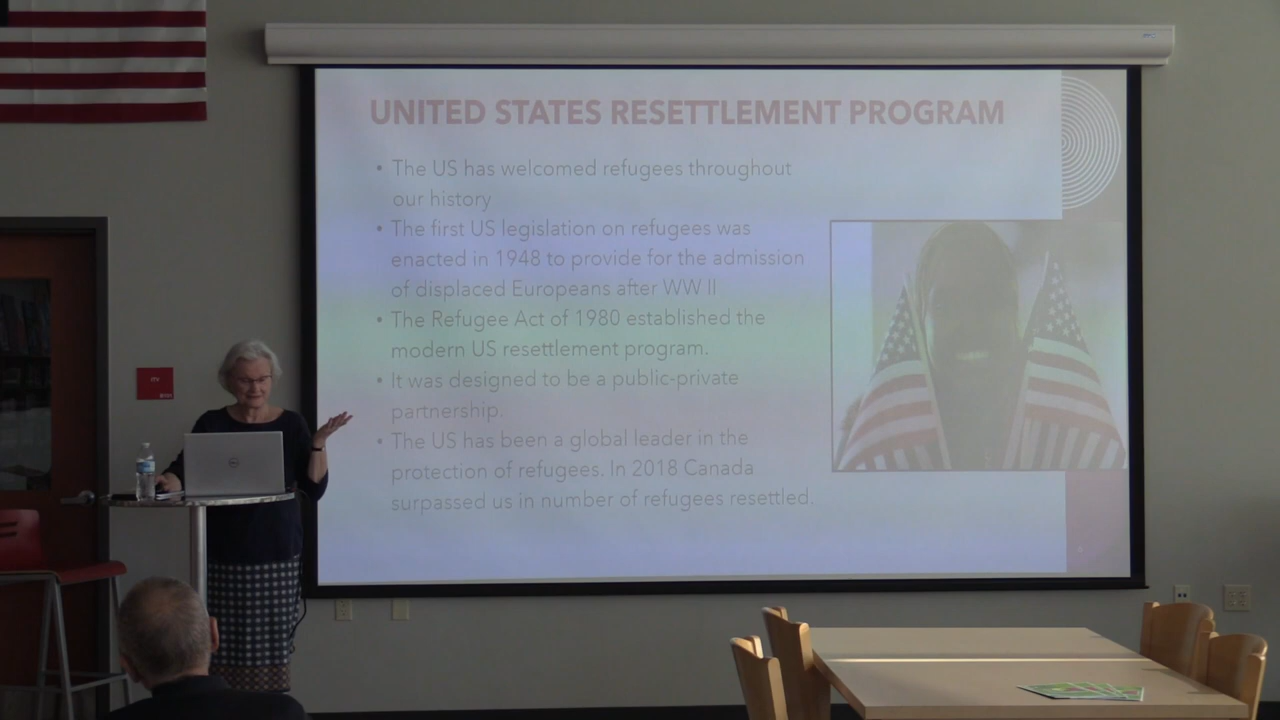 UNITED STATES RESETTLEMENT PROGRAM
• The US has welcomed refugees throughout
our history
• The first US legislation on refugees was
enacted in 1948 to provide for the admission
of displaced Europeans after WW II
• The Refugee Act of 1980 established the
modern US resettlement program.
• It was designed to be a public-private
partnership.
• The US has been a global leader in the
protection of refugees. In 2018 Canada
surpassed us in number of refugees resettled.
DELL